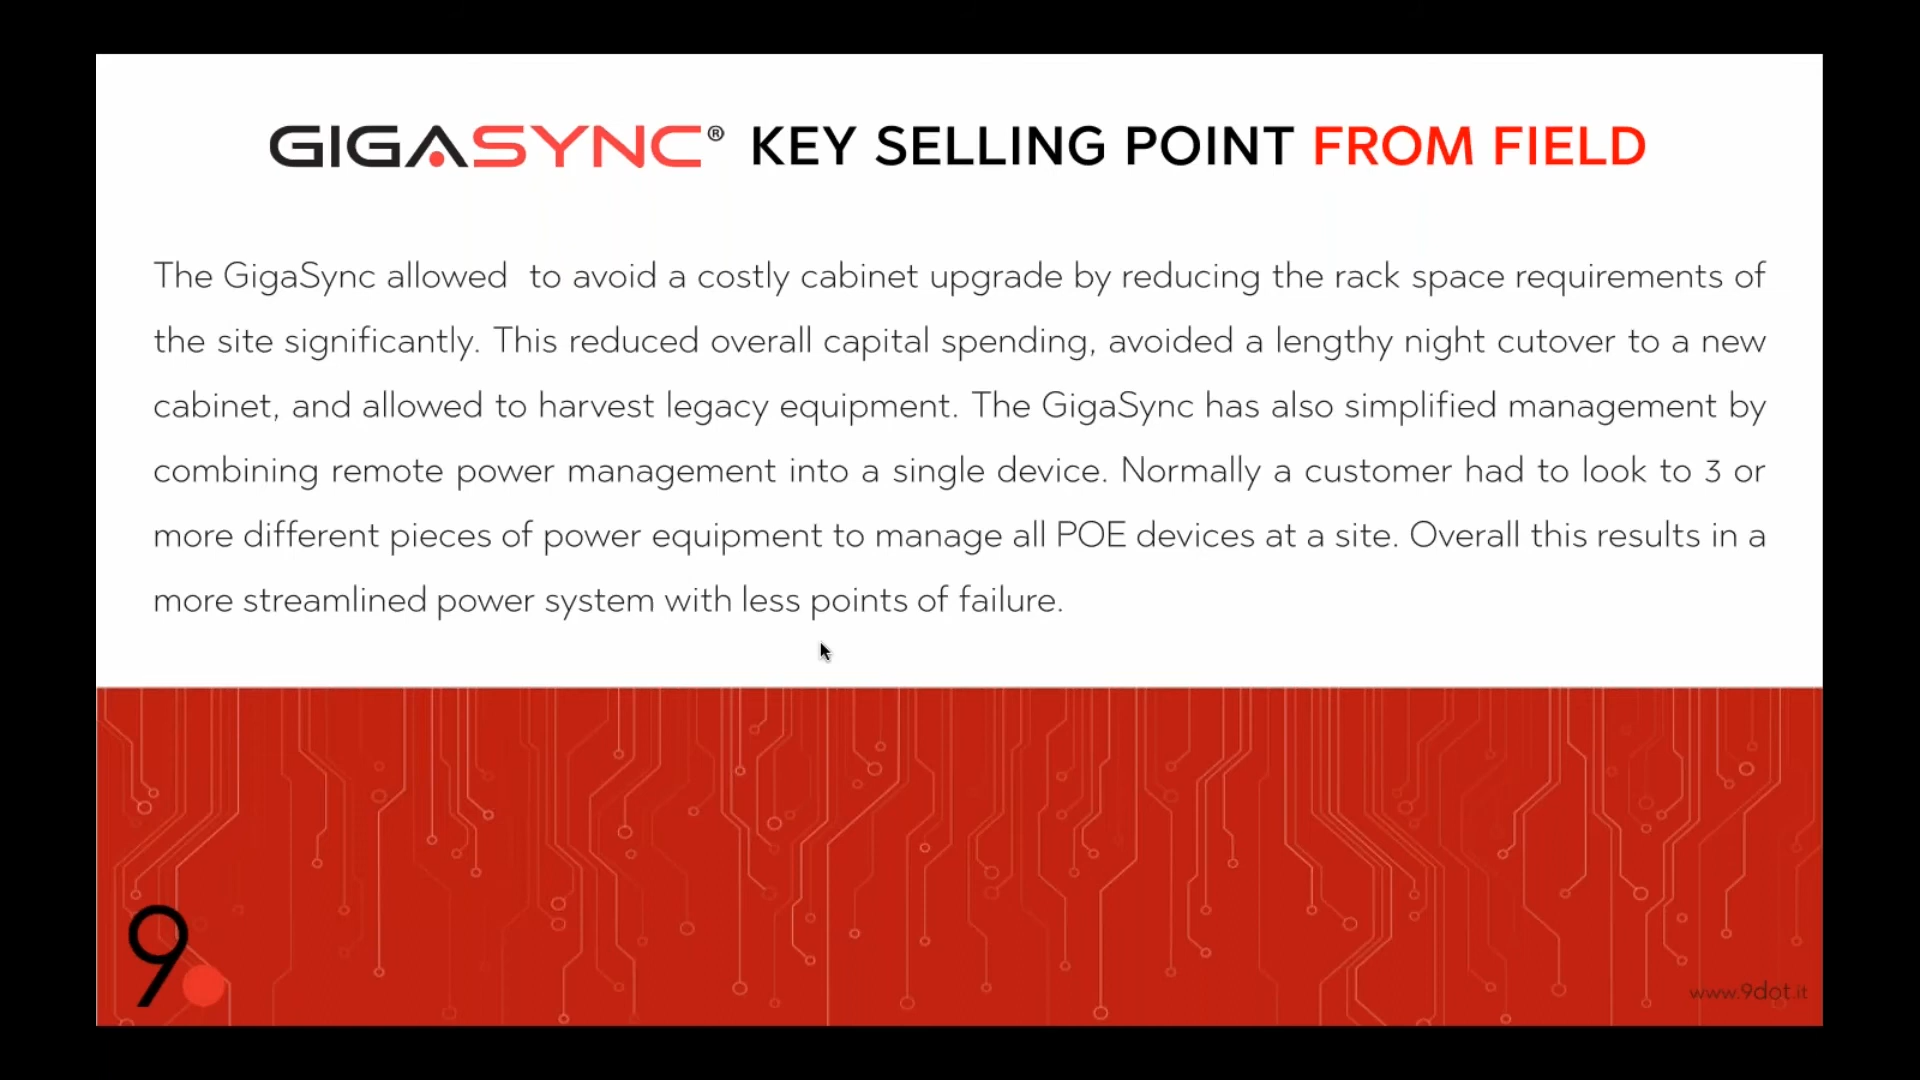 GIGASYNC® KEY SELLING POINT FROM FIELD
The GigaSync allowed  to avoid a costly cabinet upgrade by reducing the rack space requirements of
the site significantly. This reduced overall capital spending, avoided a lengthy night cutover to a new
cabinet, and allowed to harvest legacy equipment. The GigaSync has also simplified management by
combining remote power management into a single device. Normally a customer had to look to 3 or
more different pieces of power equipment to manage all POE devices at a site. Overall this results in a
more streamlined power system with less points of failure.
9
www.9dot.it